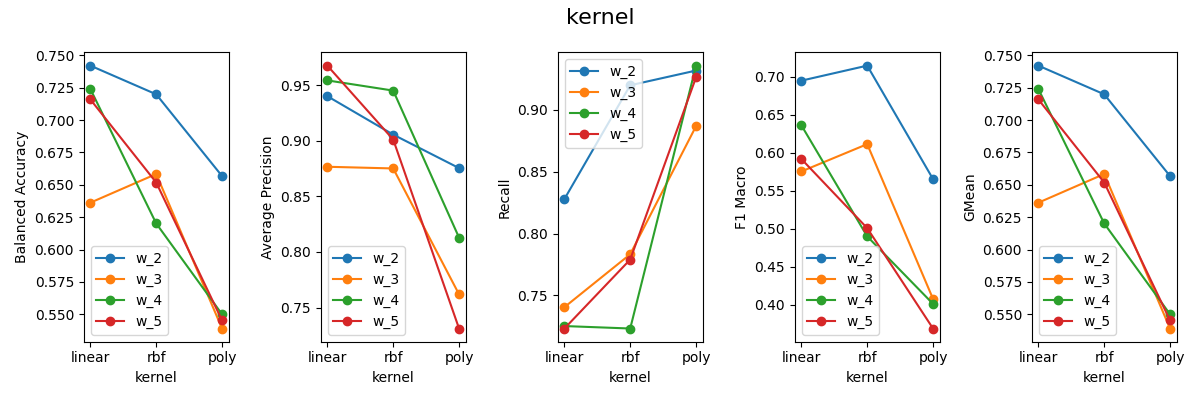 kernel
Balanced Accuracy
0.750
0.725
0.700
0.675
0.650
0.625
0.600
0.575
0.550
w_2
w_3
w_4
w_5
linear rbf poly
kernel
Average Precision
0.95
0.90
0.85
0.80
0.75
w_2
w_3
w_4
w_5
linear rbf poly
kernel
Recall
0.90
0.85
0.80
0.75
w_2
w_3
w_4
w_5
linear rbf poly
kernel
F1 Macro
0.70
0.65
0.60
0.55
0.50
0.45
0.40
w_2
w_3
w_4
w_5
linear rbf poly
kernel
GMean
0.750
0.725
0.700
0.675
0.650
0.625
0.600
0.575
0.550
w_2
w_3
w_4
w_5
linear rbf poly
kernel